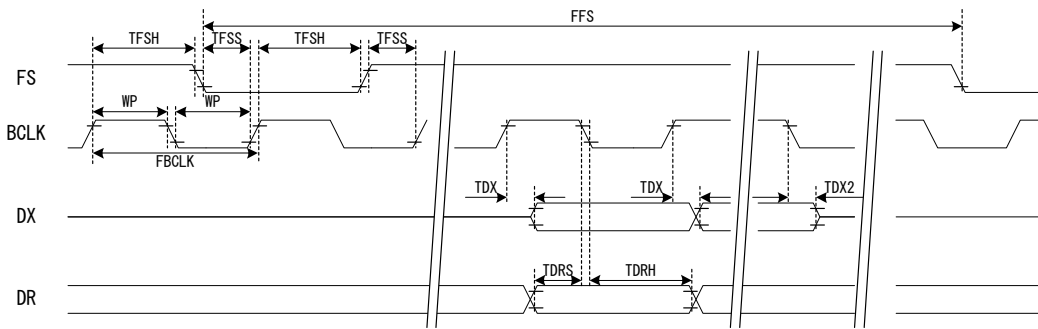 FFS
TFSH TFSS TFSH TFSS
FS
WP WP
BCLK
FBCLK
TDX TDX TDX2
DX
TDRS TDRH
DR